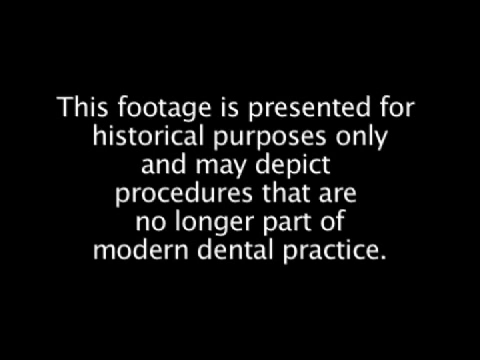 This footage is presented for
historical purposes only
and may depict
procedures that are
no longer part of
modern dental practice.